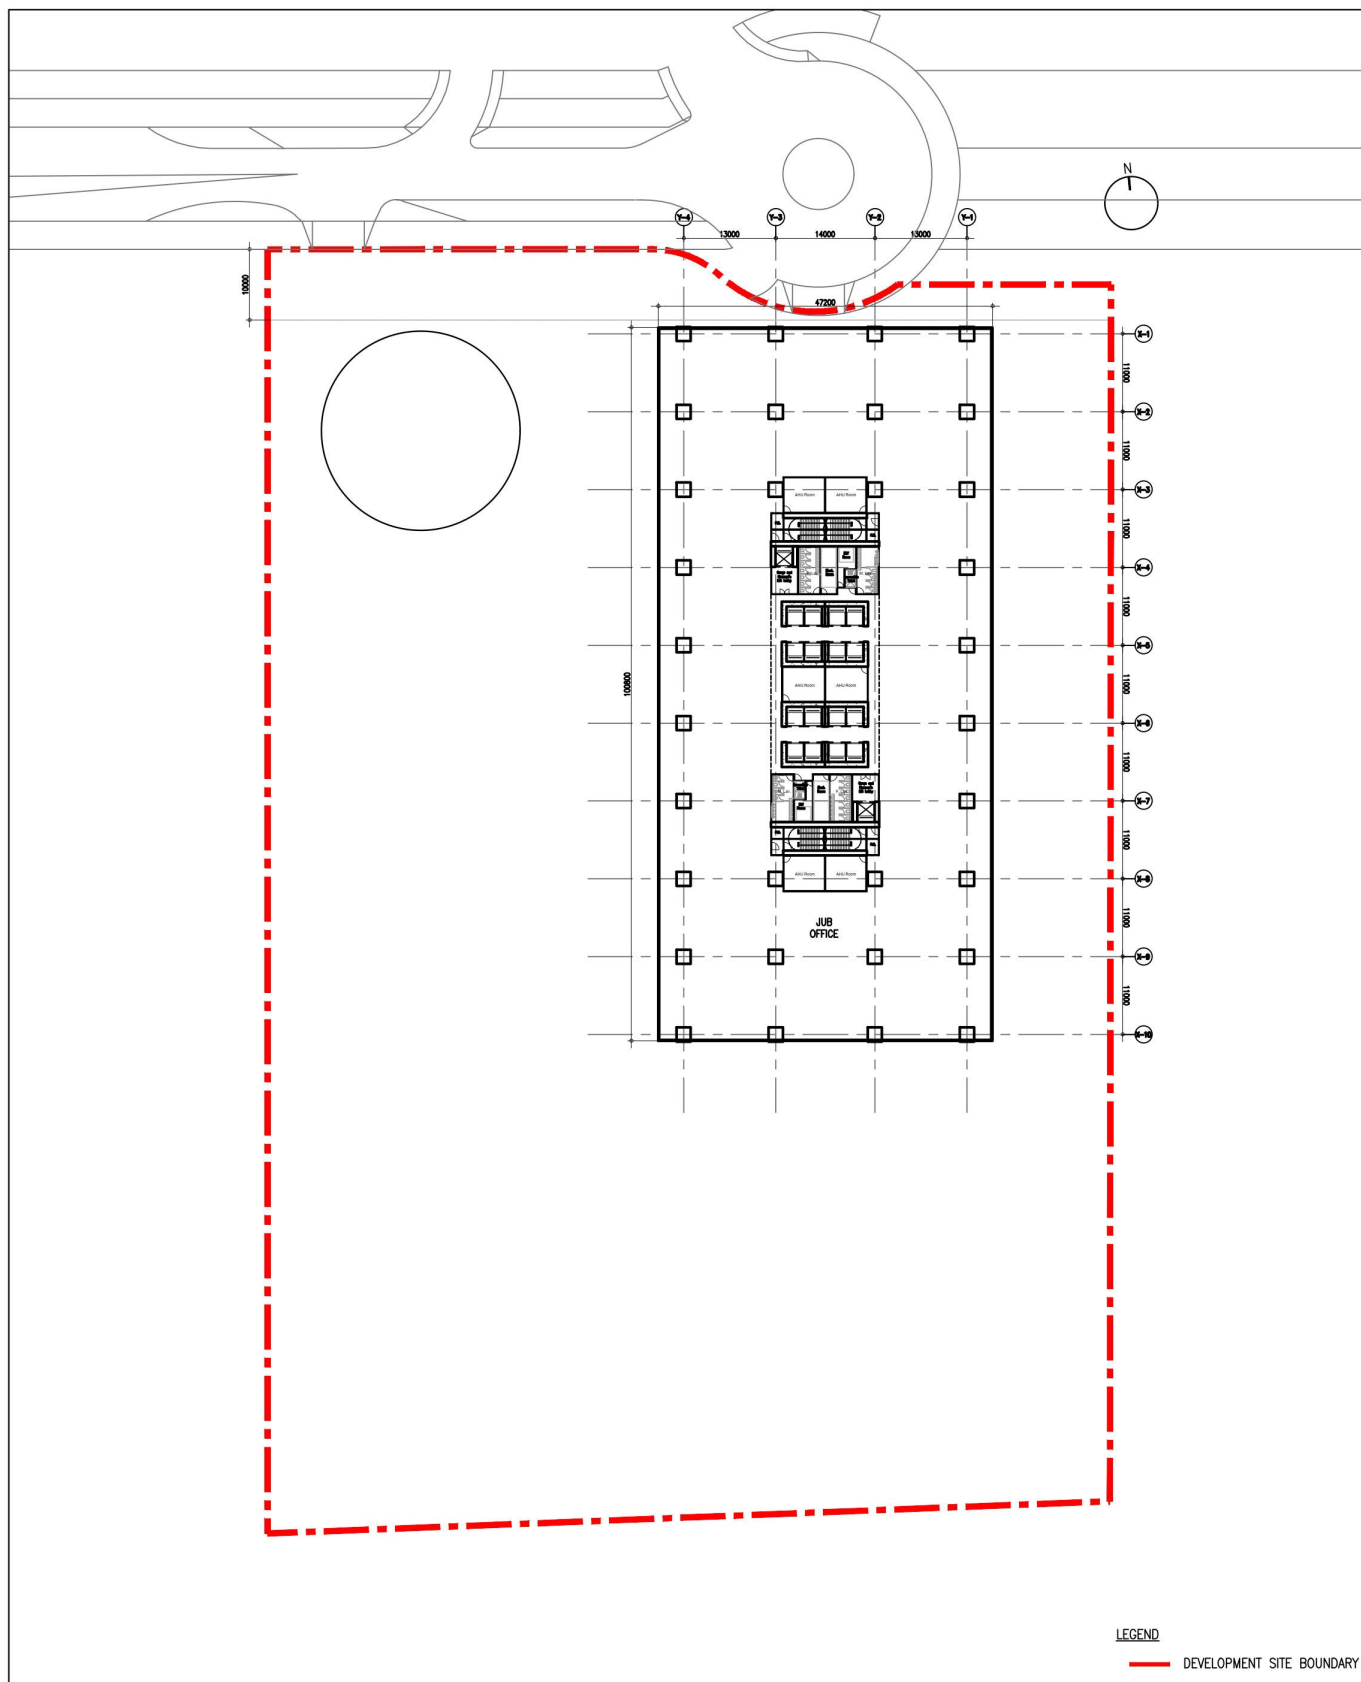 N
Y-4
Y-3
Y-2
Y-1
13000
14000
13000
10000
47200
X-1
11000
X-2
11000
X-3
AHU Room
AHU Room
11000
X-4
11000
X-5
11000
AHU Room
AHU Room
100800
X-6
11000
X-7
11000
AHU Room
AHU Room
X-8
JUB
OFFICE
11000
X-9
11000
X-10
LEGEND
DEVELOPMENT SITE BOUNDARY